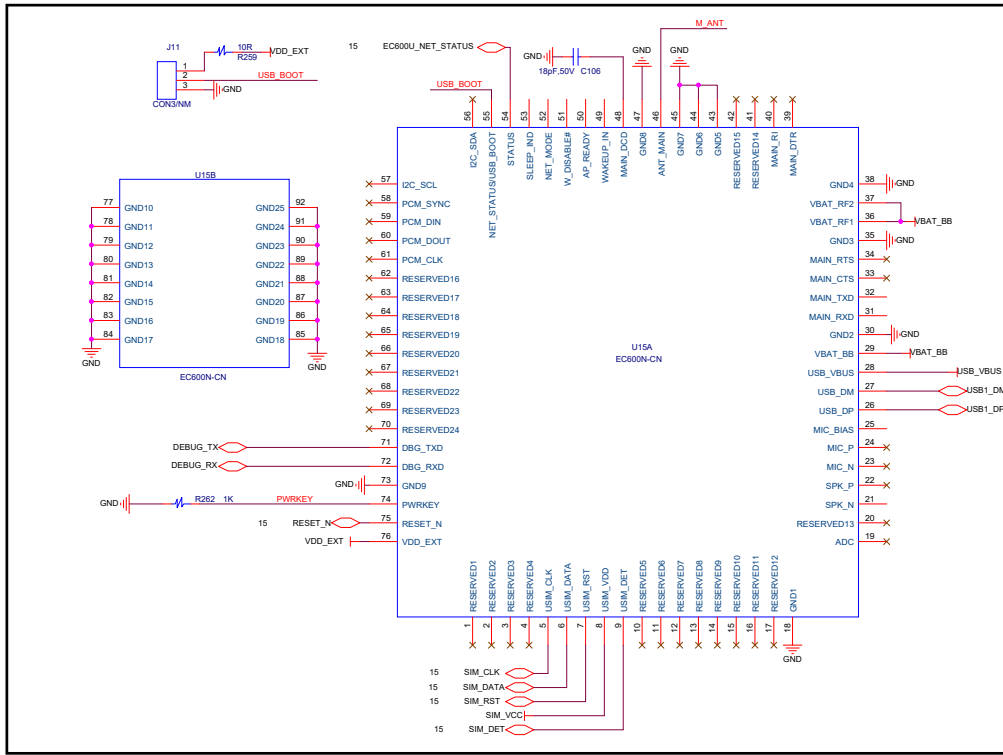 M_ANT
J11
10R
VDD_EXT
R259
1
2
3
USB_BOOT
GND
CON3/NM
15 EC600U_NET_STATUS
GND
18pF,50V C106
GND
GND
USB_BOOT
56 55 54 53 52 51 50 49 48 47 46 45 44 43 42 41 40 39
I2C_SDA
NET_STATUS/USB_BOOT
STATUS
SLEEP_IND
NET_MODE
W_DISABLE#
AP_READY
WAKEUP_IN
MAIN_DCD
GND8
ANT_MAIN
GND7
GND6
GND5
RESERVED15
RESERVED14
MAIN_RI
MAIN_DTR
U15B
77 GND10 GND25 92
78 GND11 GND24 91
79 GND12 GND23 90
80 GND13 GND22 89
81 GND14 GND21 88
82 GND15 GND20 87
83 GND16 GND19 86
84 GND17 GND18 85
GND GND
EC600N-CN
57 I2C_SCL
58 PCM_SYNC
59 PCM_DIN
60 PCM_DOUT
61 PCM_CLK
62 RESERVED16
63 RESERVED17
64 RESERVED18
65 RESERVED19
66 RESERVED20
67 RESERVED21
68 RESERVED22
69 RESERVED23
70 RESERVED24
DEBUG_TX 71 DBG_TXD
DEBUG_RX 72 DBG_RXD
GND 73 GND9
GND R262 1K PWRKEY 74 PWRKEY
15 RESET_N 75 RESET_N
VDD_EXT 76 VDD_EXT
U15A
EC600N-CN
GND4 38 GND
VBAT_RF2 37
VBAT_RF1 36 VBAT_BB
GND3 35 GND
MAIN_RTS 34
MAIN_CTS 33
MAIN_TXD 32
MAIN_RXD 31
GND2 30 GND
VBAT_BB 29 VBAT_BB
USB_VBUS 28 USB_VBUS
USB_DM 27 USB1_DM
USB_DP 26 USB1_DP
MIC_BIAS 25
MIC_P 24
MIC_N 23
SPK_P 22
SPK_N 21
RESERVED13 20
ADC 19
RESERVED1
RESERVED2
RESERVED3
RESERVED4
USIM_CLK
USIM_DATA
USIM_RST
USIM_VDD
USIM_DET
RESERVED5
RESERVED6
RESERVED7
RESERVED8
RESERVED9
RESERVED10
RESERVED11
RESERVED12
GND1
1 2 3 4 5 6 7 8 9 10 11 12 13 14 15 16 17 18
GND
15 SIM_CLK
15 SIM_DATA
15 SIM_RST
SIM_VCC
15 SIM_DET